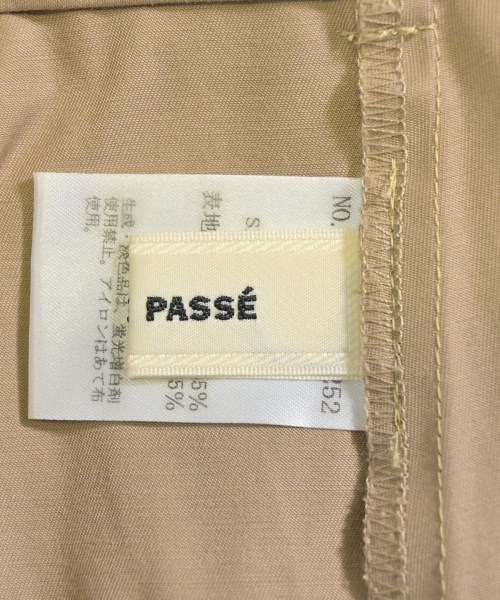 PASSÉ
NO.
252
S
表地
5%
5%
生成、淡色品は、蛍光増白剤
使用禁止。アイロンはあて布
使用。